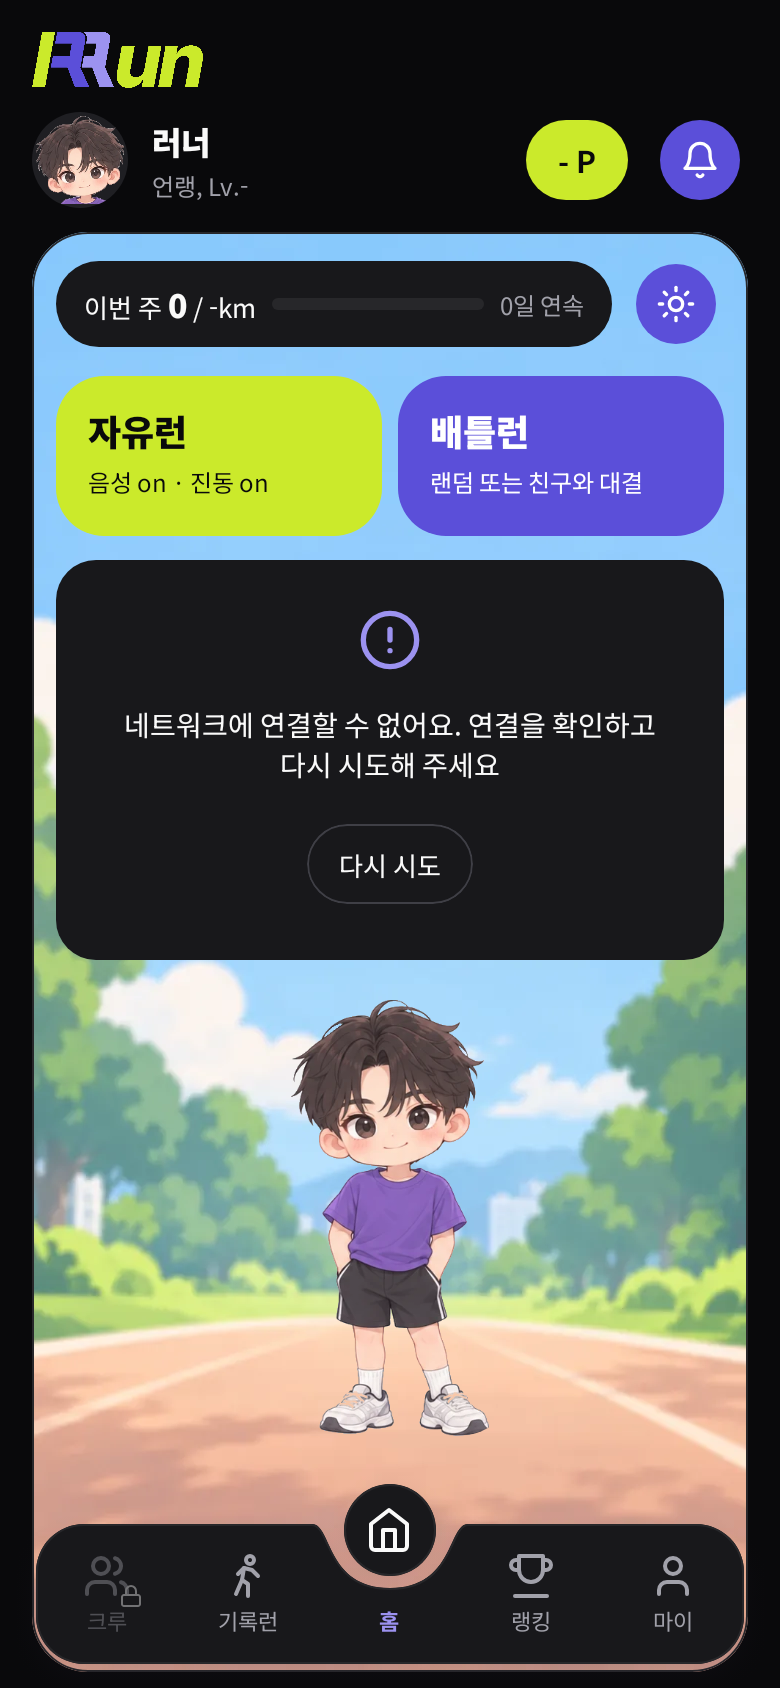 RRun
러너
언랭, Lv.-
- P
이번 주 0 / -km
0일 연속
자유런
음성 on · 진동 on
배틀런
랜덤 또는 친구와 대결
네트워크에 연결할 수 없어요. 연결을 확인하고
다시 시도해 주세요
다시 시도
크루
기록런
홈
랭킹
마이